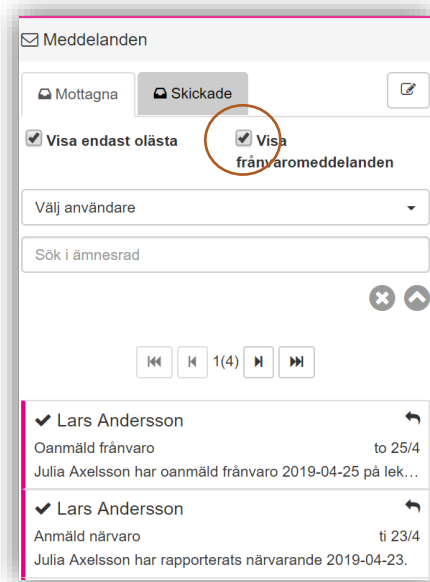 Meddelanden
Mottagna Skickade
Visa endast olästa Visa
frånvaromeddelanden
Välj användare
Sök i ämnesrad
1(4)
Lars Andersson
Oanmäld frånvaro to 25/4
Julia Axelsson har oanmäld frånvaro 2019-04-25 på lek…
Lars Andersson
Anmäld närvaro ti 23/4
Julia Axelsson har rapporterats närvarande 2019-04-23.